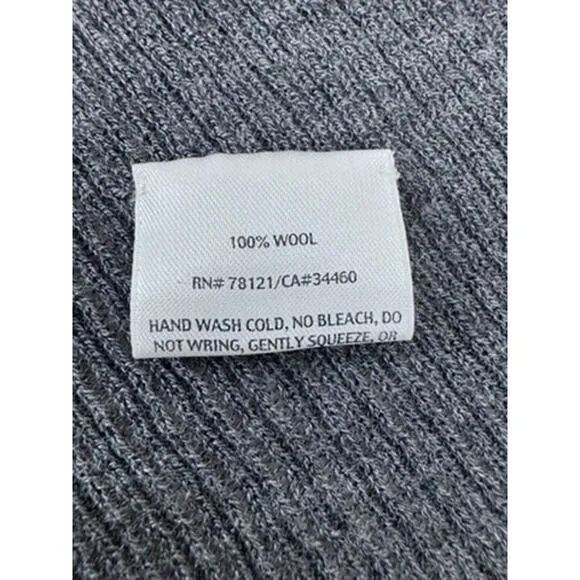 100% WOOL
RN# 78121/CA#34460
HAND WASH COLD, NO BLEACH, DO
NOT WRING, GENTLY SQUEEZE, OR